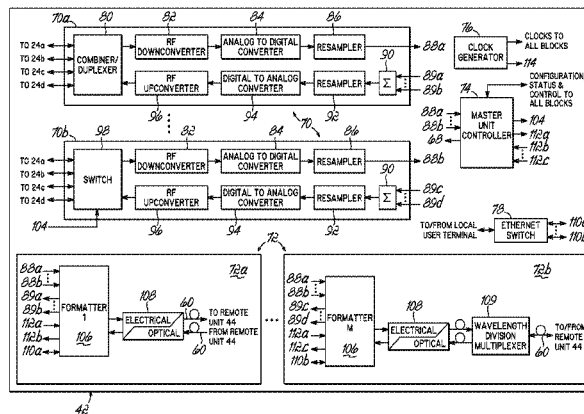 70a
80
82
84
86
TO 24a
TO 24b
TO 24c
TO 24d
COMBINER/
DUPLEXER
RF
DOWNCONVERTER
ANALOG TO DIGITAL
CONVERTER
RESAMPLER
88a
90
RF
UPCONVERTER
DIGITAL TO ANALOG
CONVERTER
RESAMPLER
Σ
89a
89b
96
94
92
76
CLOCK
GENERATOR
CLOCKS TO
ALL BLOCKS
114
74
CONFIGURATION
STATUS &
CONTROL TO
ALL BLOCKS
88a
88b
68
MASTER
UNIT
CONTROLLER
104
112a
112b
112c
70
70b
98
82
84
86
TO 24a
TO 24b
TO 24c
TO 24d
SWITCH
RF
DOWNCONVERTER
ANALOG TO DIGITAL
CONVERTER
RESAMPLER
88b
90
RF
UPCONVERTER
DIGITAL TO ANALOG
CONVERTER
RESAMPLER
Σ
89c
89d
104
96
94
92
78
TO/FROM LOCAL
USER TERMINAL
ETHERNET
SWITCH
110a
110b
72
72a
88a
88b
89a
89b
112a
112b
110a
FORMATTER
1
106
108
ELECTRICAL
OPTICAL
60
TO REMOTE
UNIT 44
FROM REMOTE
UNIT 44
60
72b
88a
88b
89c
89d
112a
112c
110b
FORMATTER
M
106
108
ELECTRICAL
OPTICAL
109
WAVELENGTH
DIVISION
MULTIPLEXER
TO/FROM
REMOTE
UNIT 44
60
42